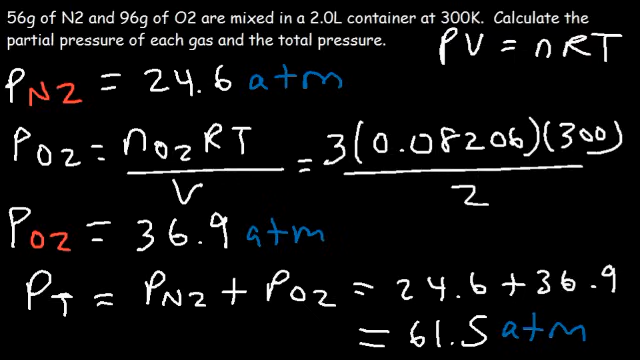 56g of N2 and 96g of O2 are mixed in a 2.0L container at 300K. Calculate the
partial pressure of each gas and the total pressure.
PV = nRT
PN2 = 24.6 atm
PO2 = nO2RT/V = 3(0.08206)(300)/2
PO2 = 36.9 atm
PT = PN2 + PO2 = 24.6 + 36.9
= 61.5 atm